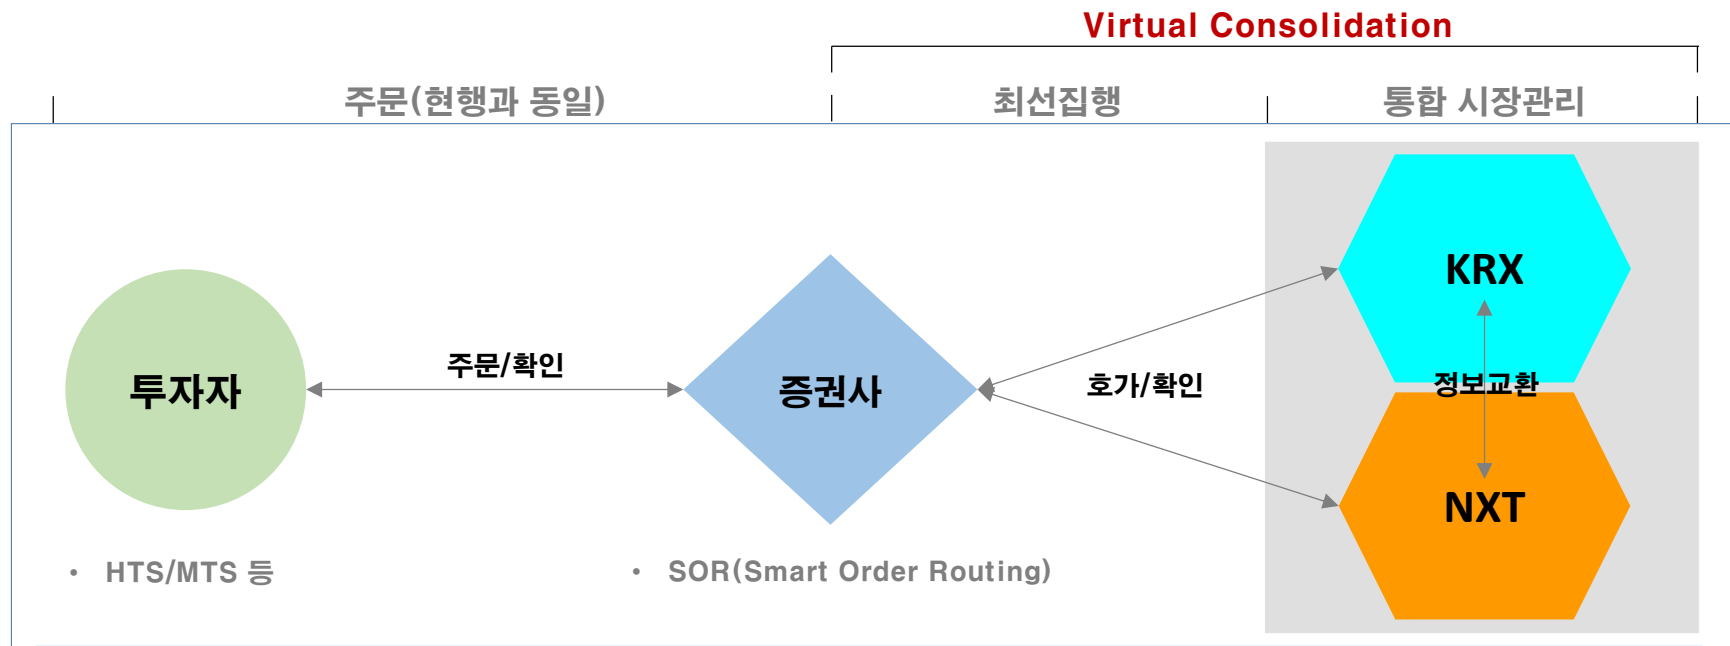 Virtual Consolidation
주문(현행과 동일)
최선집행
통합 시장관리
KRX
주문/확인
투자자
증권사
호가/확인
정보교환
NXT
• HTS/MTS 등
• SOR(Smart Order Routing)